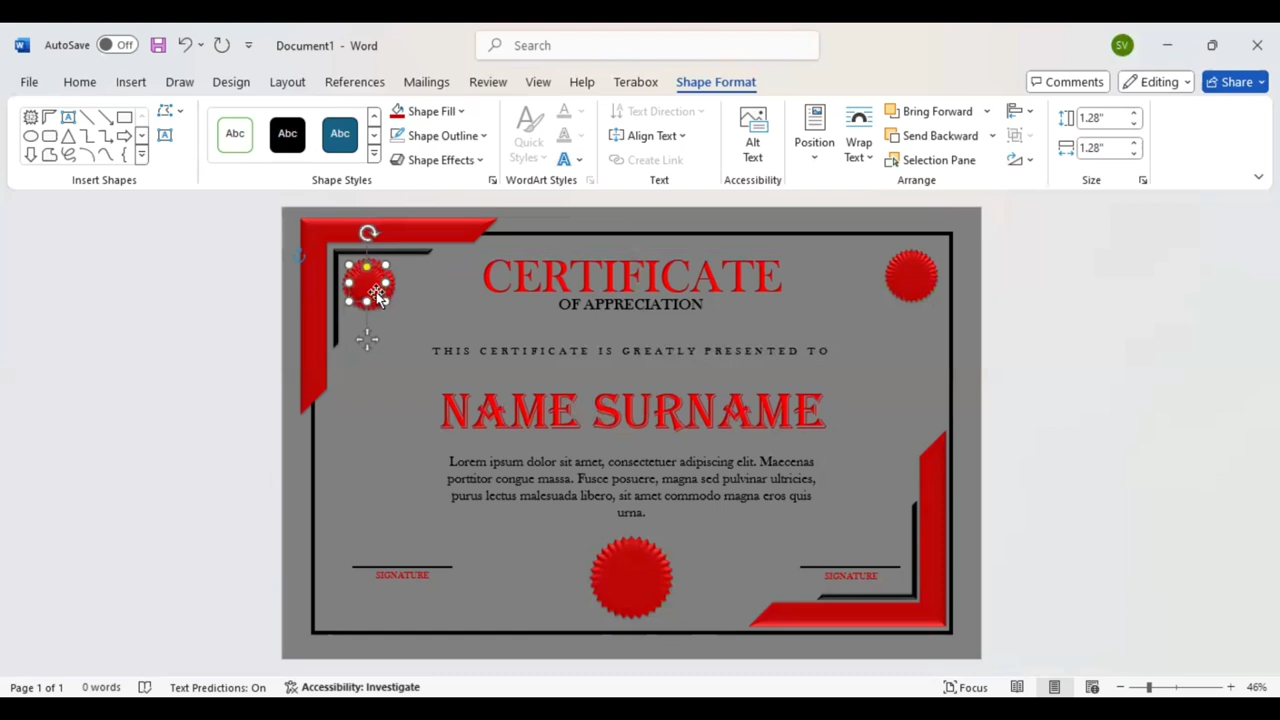 AutoSave Off Document1 - Word Search SV
File Home Insert Draw Design Layout References Mailings Review View Help Terabox Shape Format Comments Editing Share
Abc Abc Abc
Shape Fill
Shape Outline
Shape Effects
Quick Styles
Text Direction
Align Text
Create Link
Alt Text
Position
Wrap Text
Bring Forward
Send Backward
Selection Pane
1.28"
1.28"
Insert Shapes Shape Styles WordArt Styles Text Accessibility Arrange Size
CERTIFICATE
OF APPRECIATION
THIS CERTIFICATE IS GREATLY PRESENTED TO
NAME SURNAME
Lorem ipsum dolor sit amet, consectetuer adipiscing elit. Maecenas
porttitor congue massa. Fusce posuere, magna sed pulvinar ultricies,
purus lectus malesuada libero, sit amet commodo magna eros quis
urna.
SIGNATURE
SIGNATURE
Page 1 of 1 0 words Text Predictions: On Accessibility: Investigate Focus 46%